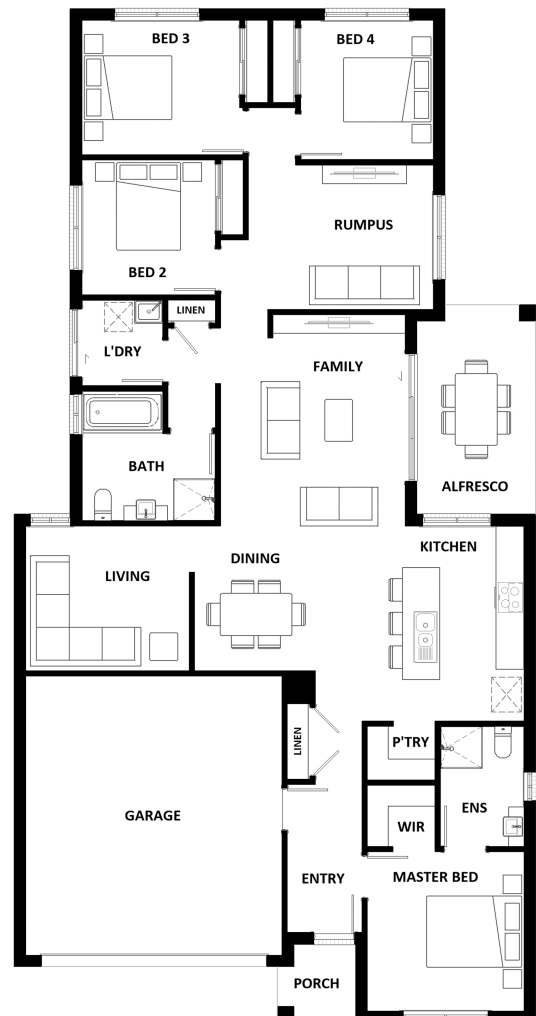 BED 3
BED 4
RUMPUS
BED 2
LINEN
L'DRY
FAMILY
BATH
ALFRESCO
KITCHEN
DINING
LIVING
LINEN
P'TRY
GARAGE
ENS
WIR
ENTRY
MASTER BED
PORCH